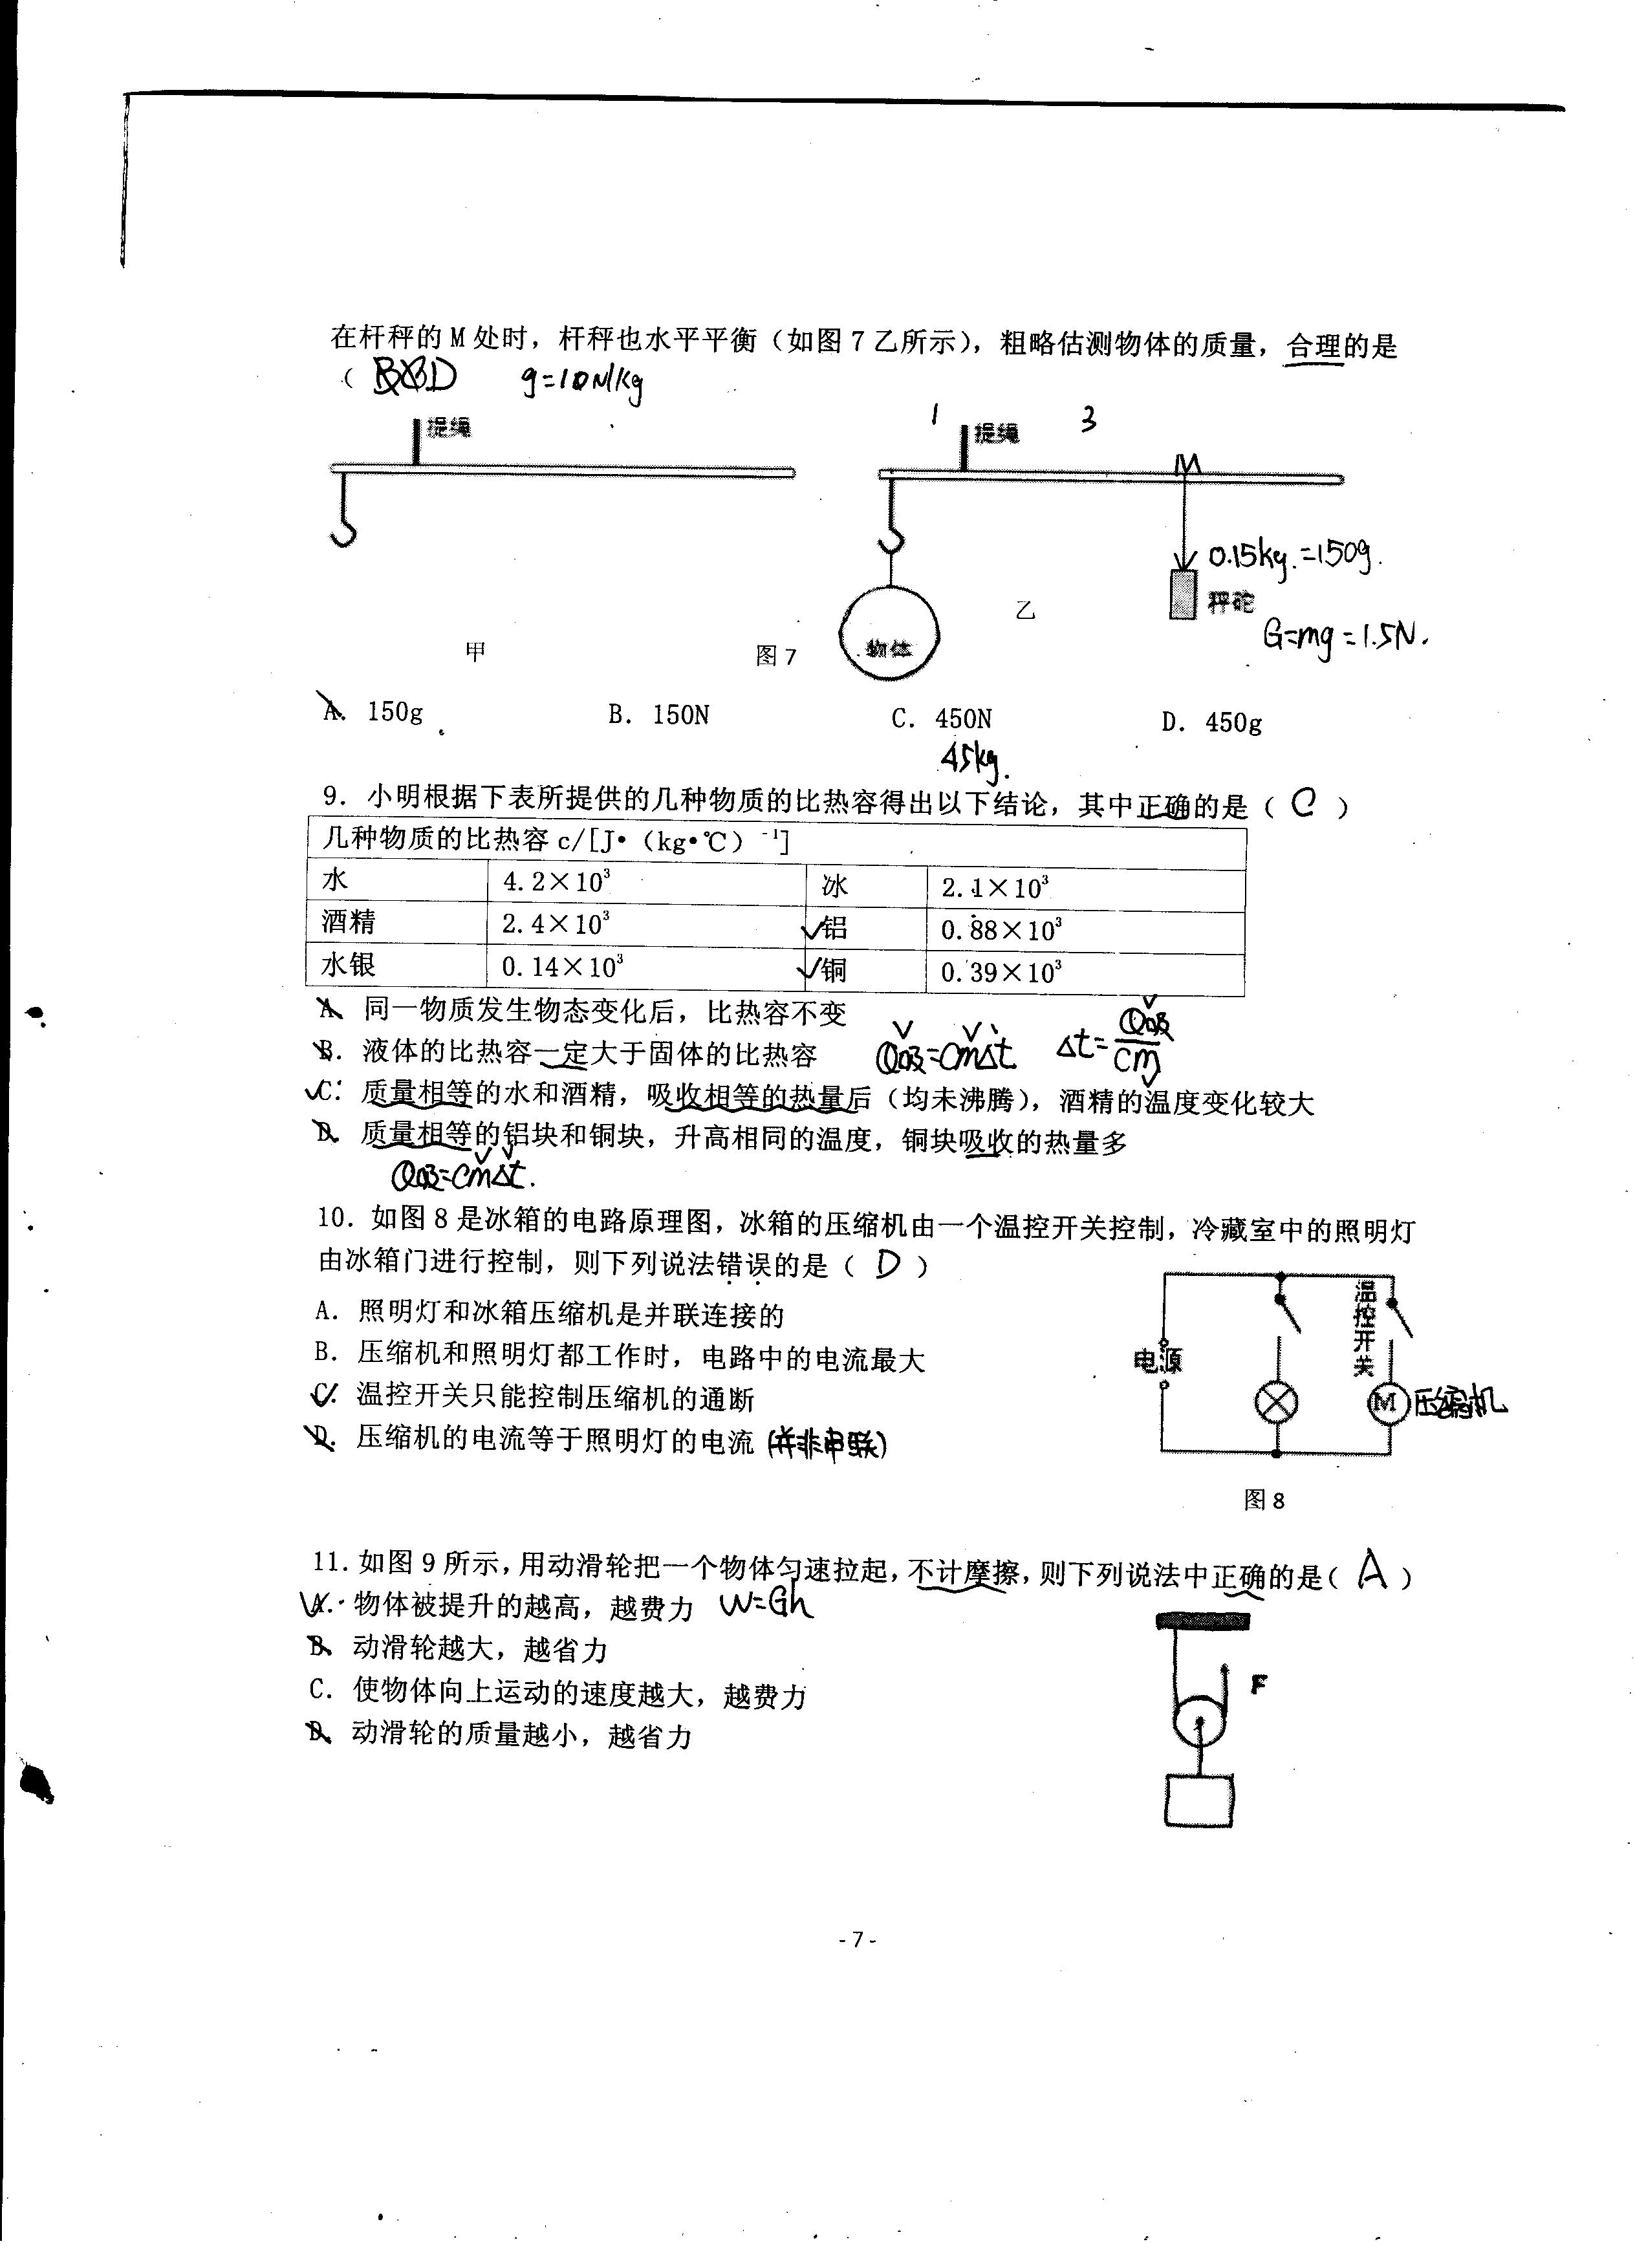 在杆秤的 M 处时，杆秤也水平平衡（如图 7 乙所示），粗略估测物体的质量，合理的是
（ D g=10N/kg
提绳 1 提绳 3
M
0.15kg.=150g.
乙 秤砣
G=mg=1.5N.
甲 图 7 物体
A. 150g B. 150N C. 450N D. 450g
45kg.
9. 小明根据下表所提供的几种物质的比热容得出以下结论，其中正确的是（ C ）
几种物质的比热容 c/[J•（kg•℃）⁻¹]
水 4.2×10³ 冰 2.1×10³
酒精 2.4×10³ √铝 0.88×10³
水银 0.14×10³ √铜 0.39×10³
A. 同一物质发生物态变化后，比热容不变
B. 液体的比热容一定大于固体的比热容 Q吸=cmΔt Δt=Q吸/cm
√C. 质量相等的水和酒精，吸收相等的热量后（均未沸腾），酒精的温度变化较大
D. 质量相等的铝块和铜块，升高相同的温度，铜块吸收的热量多
Q吸=cmΔt.
10. 如图 8 是冰箱的电路原理图，冰箱的压缩机由一个温控开关控制，冷藏室中的照明灯
由冰箱门进行控制，则下列说法错误的是（ D ）
A. 照明灯和冰箱压缩机是并联连接的
B. 压缩机和照明灯都工作时，电路中的电流最大
C. 温控开关只能控制压缩机的通断
D. 压缩机的电流等于照明灯的电流 (并非串联)
温控开关
电源
M 压缩机
图 8
11. 如图 9 所示，用动滑轮把一个物体匀速拉起，不计摩擦，则下列说法中正确的是（ A ）
A. 物体被提升的越高，越费力 W=Gh
B. 动滑轮越大，越省力
C. 使物体向上运动的速度越大，越费力
D. 动滑轮的质量越小，越省力
F
- 7 -